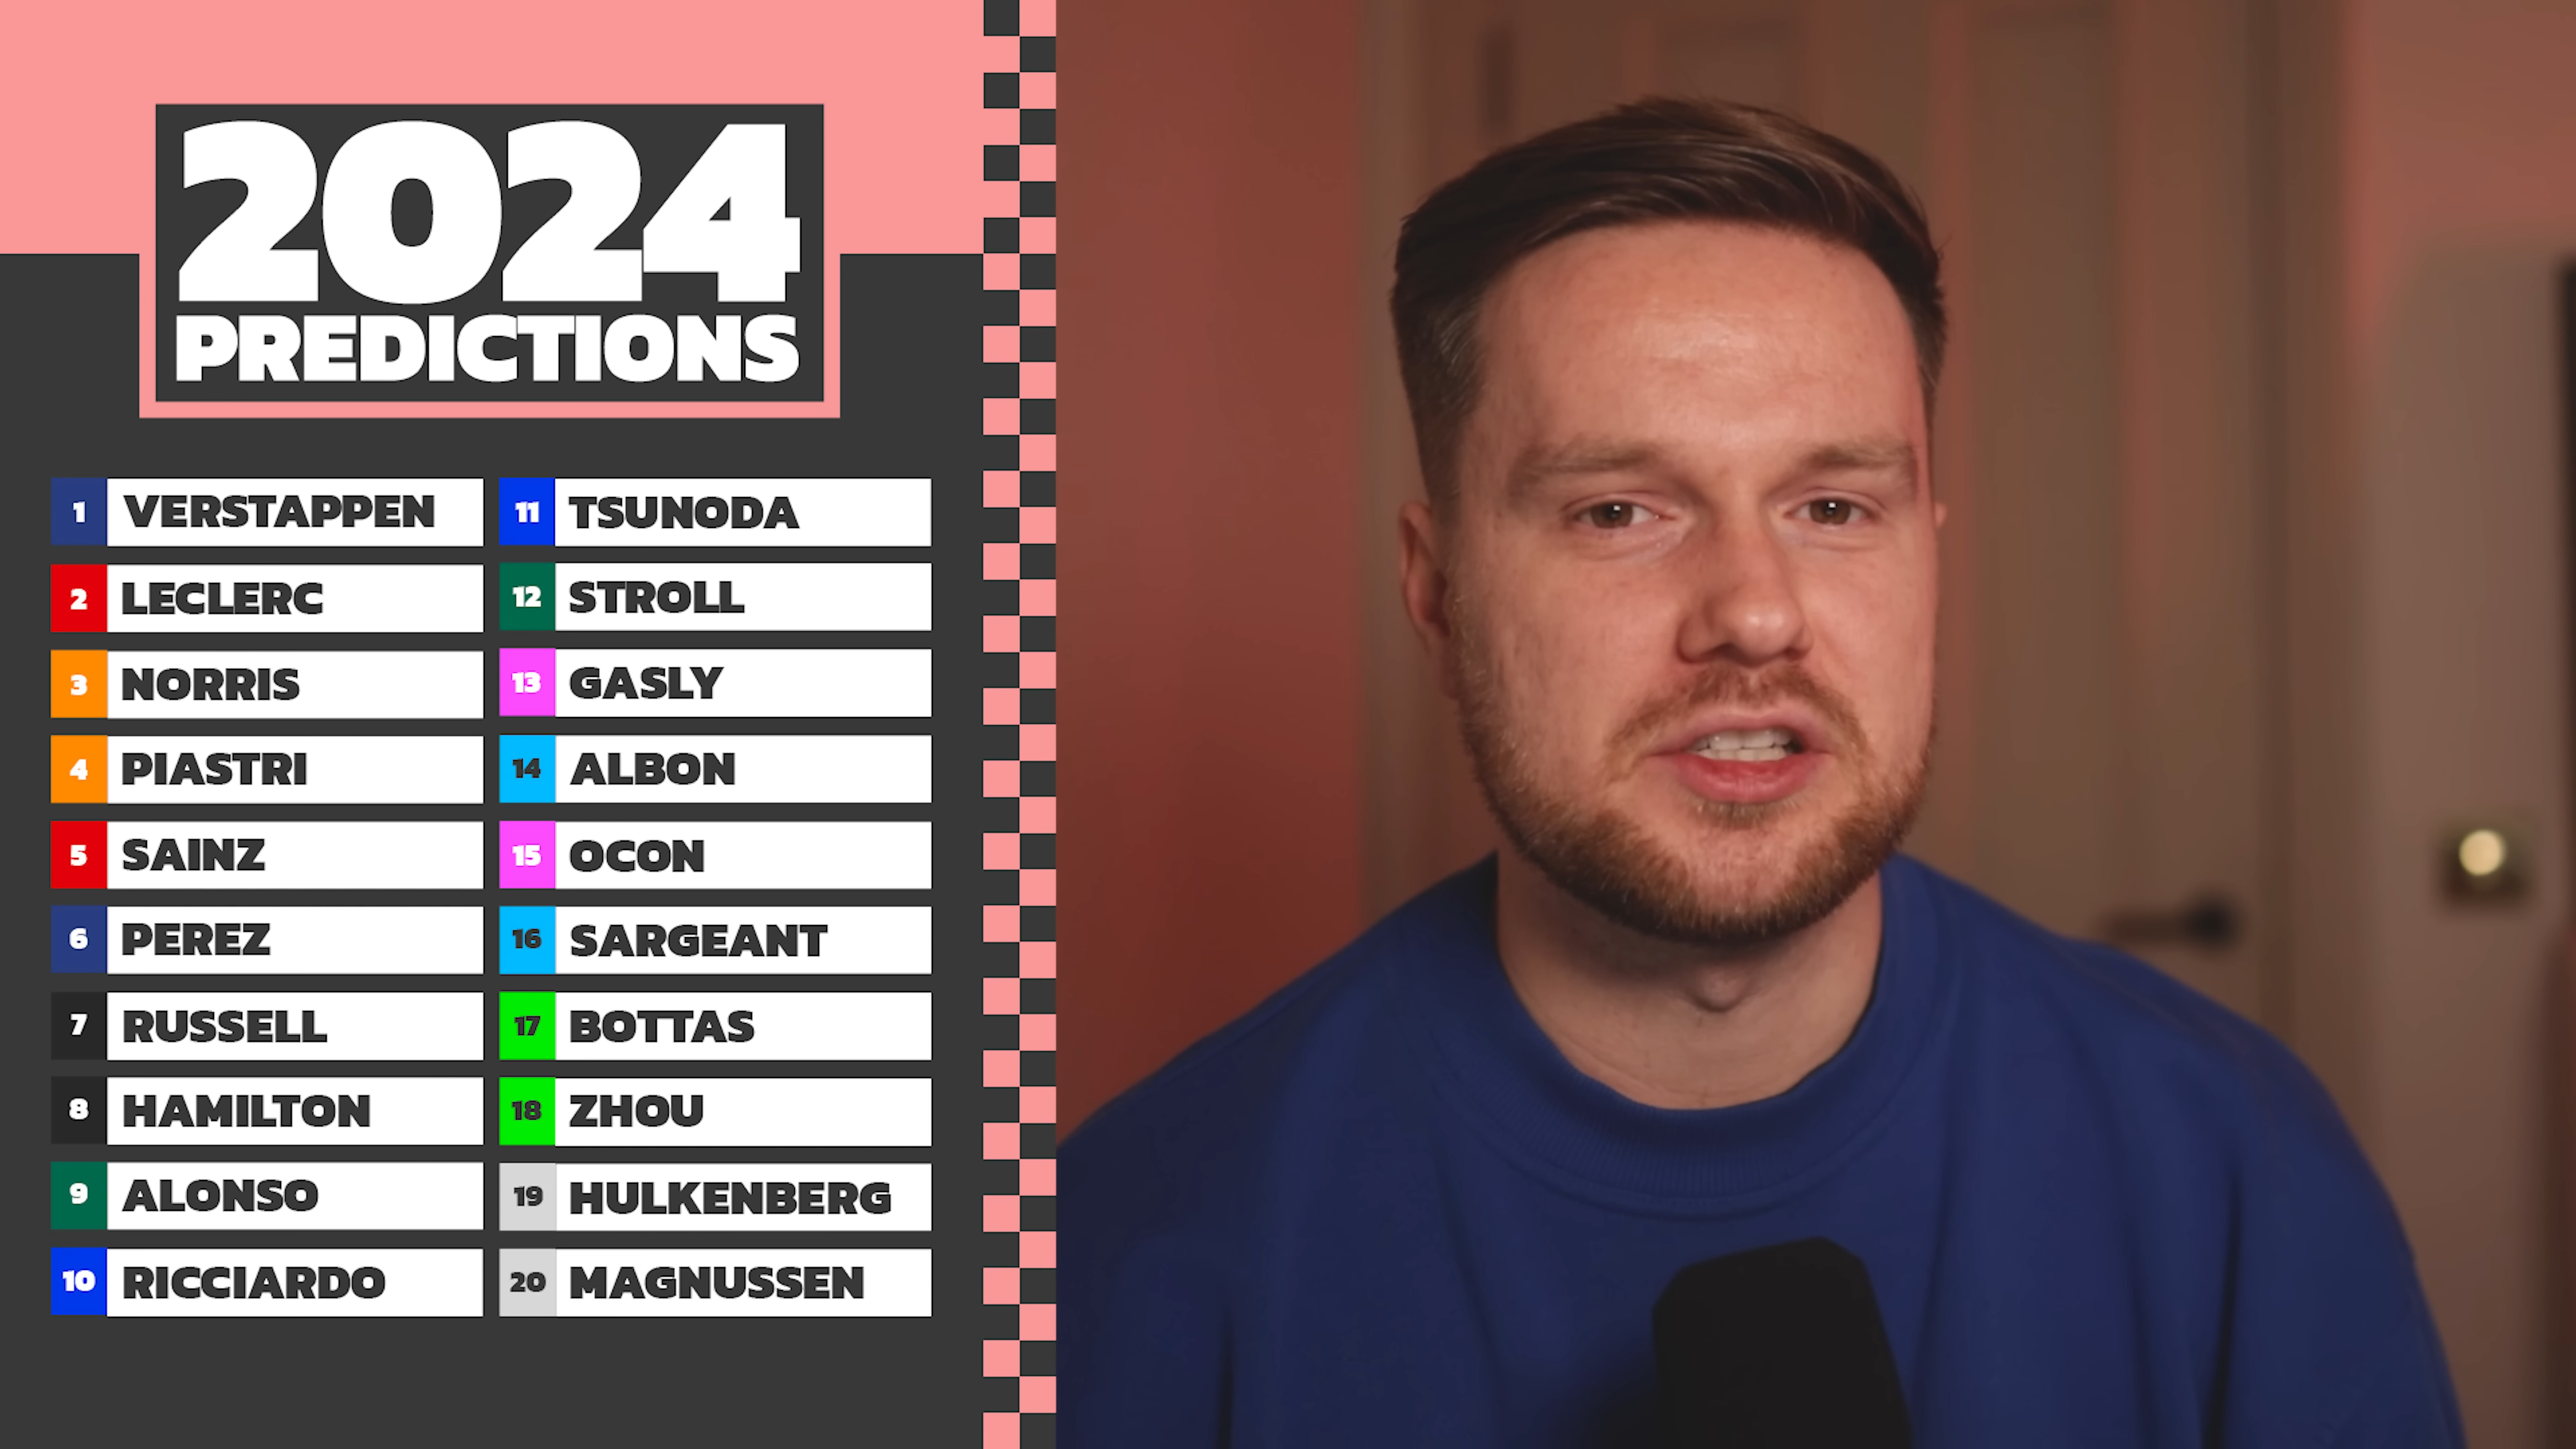 2024
PREDICTIONS
1 VERSTAPPEN
2 LECLERC
3 NORRIS
4 PIASTRI
5 SAINZ
6 PEREZ
7 RUSSELL
8 HAMILTON
9 ALONSO
10 RICCIARDO
11 TSUNODA
12 STROLL
13 GASLY
14 ALBON
15 OCON
16 SARGEANT
17 BOTTAS
18 ZHOU
19 HULKENBERG
20 MAGNUSSEN